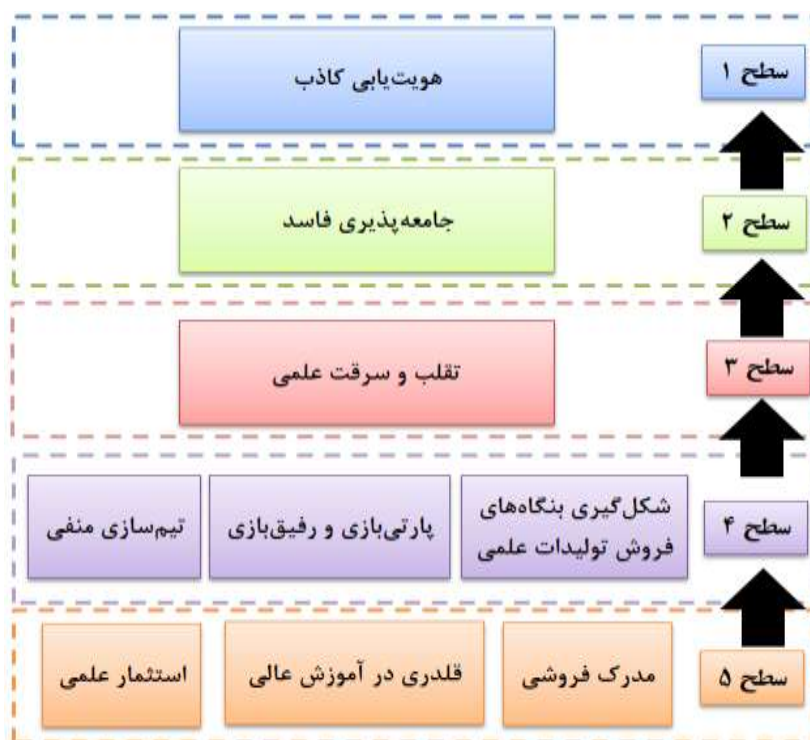 سطح ۱
هویت‌یابی کاذب
سطح ۲
جامعه‌پذیری فاسد
سطح ۳
تقلب و سرقت علمی
سطح ۴
شکل‌گیری بنگاه‌های
فروش تولیدات علمی
پارتی‌بازی و رفیق‌بازی
تیم‌سازی منفی
سطح ۵
مدرک فروشی
قلدری در آموزش عالی
استثمار علمی